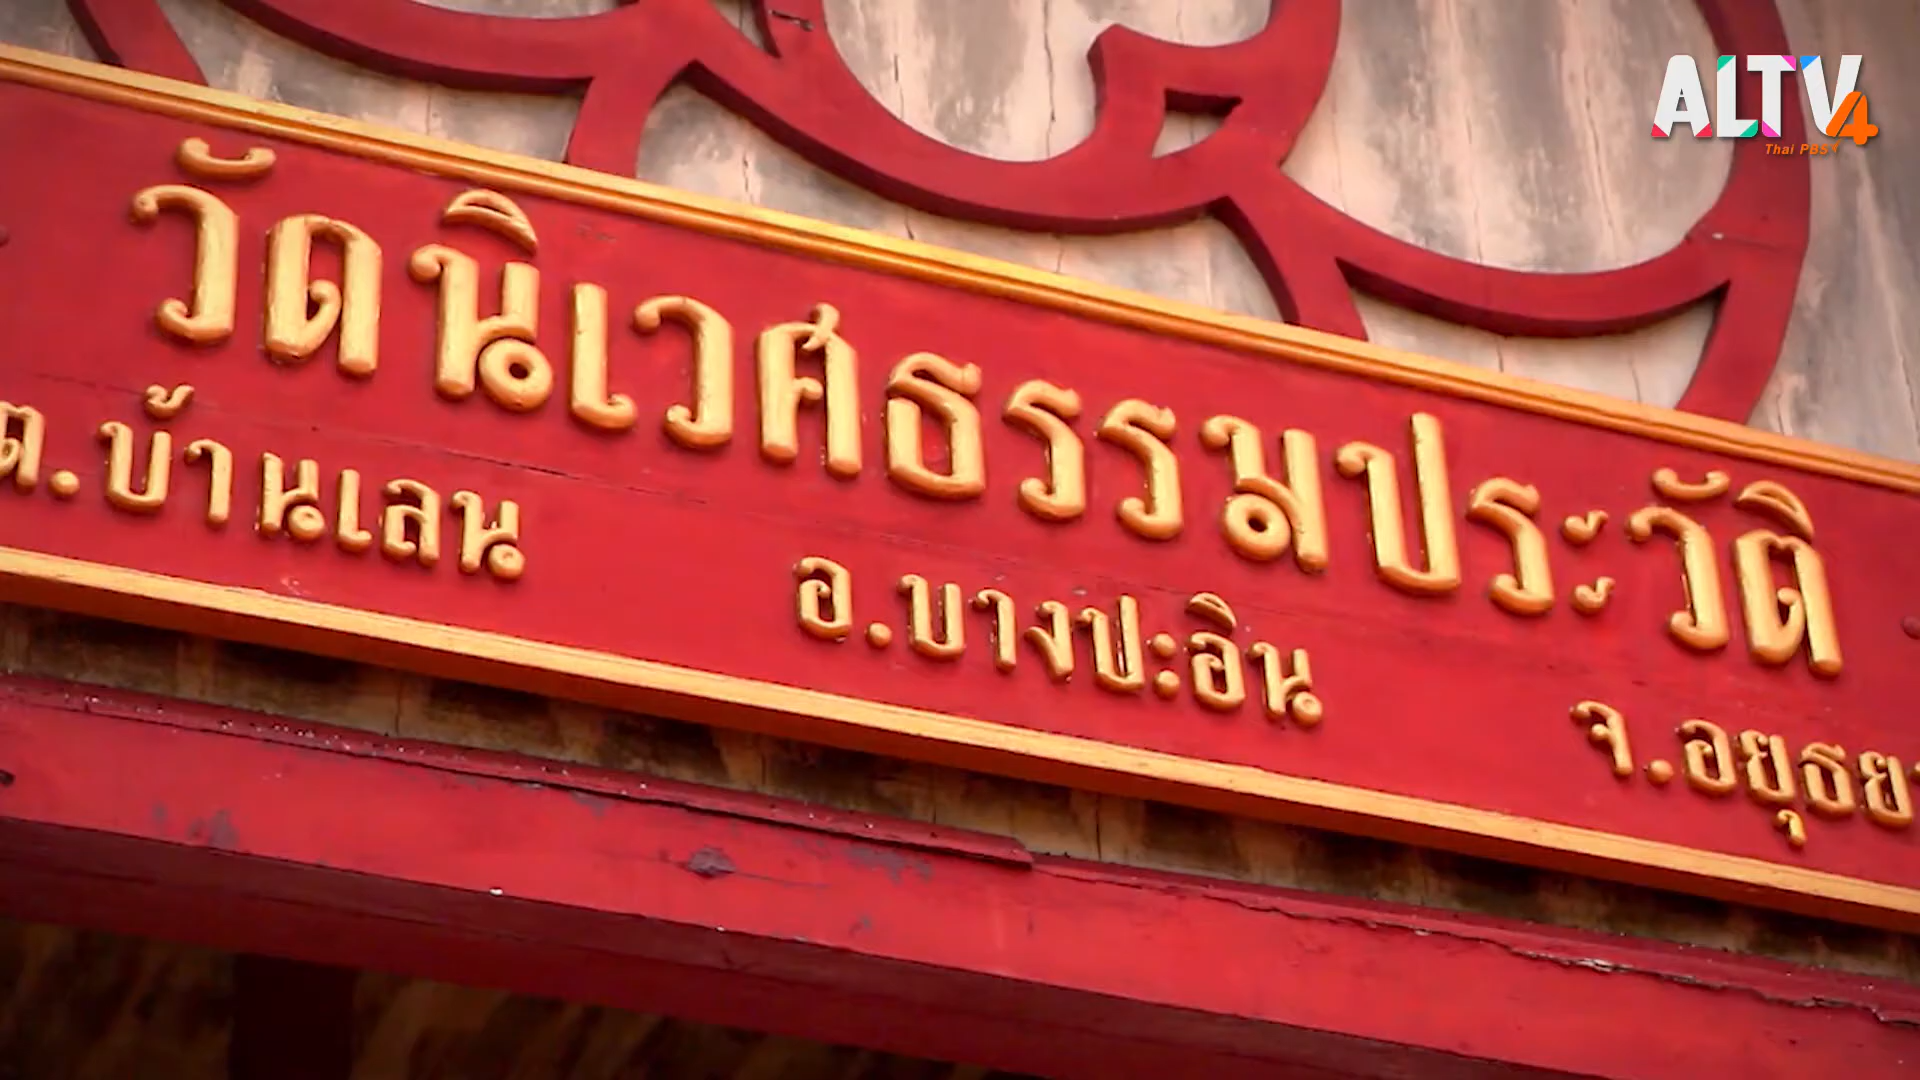 วัดนิเวศธรรมประวัติ
ต.บ้านเลน อ.บางปะอิน จ.อยุธยา
ALTV4
Thai PBS